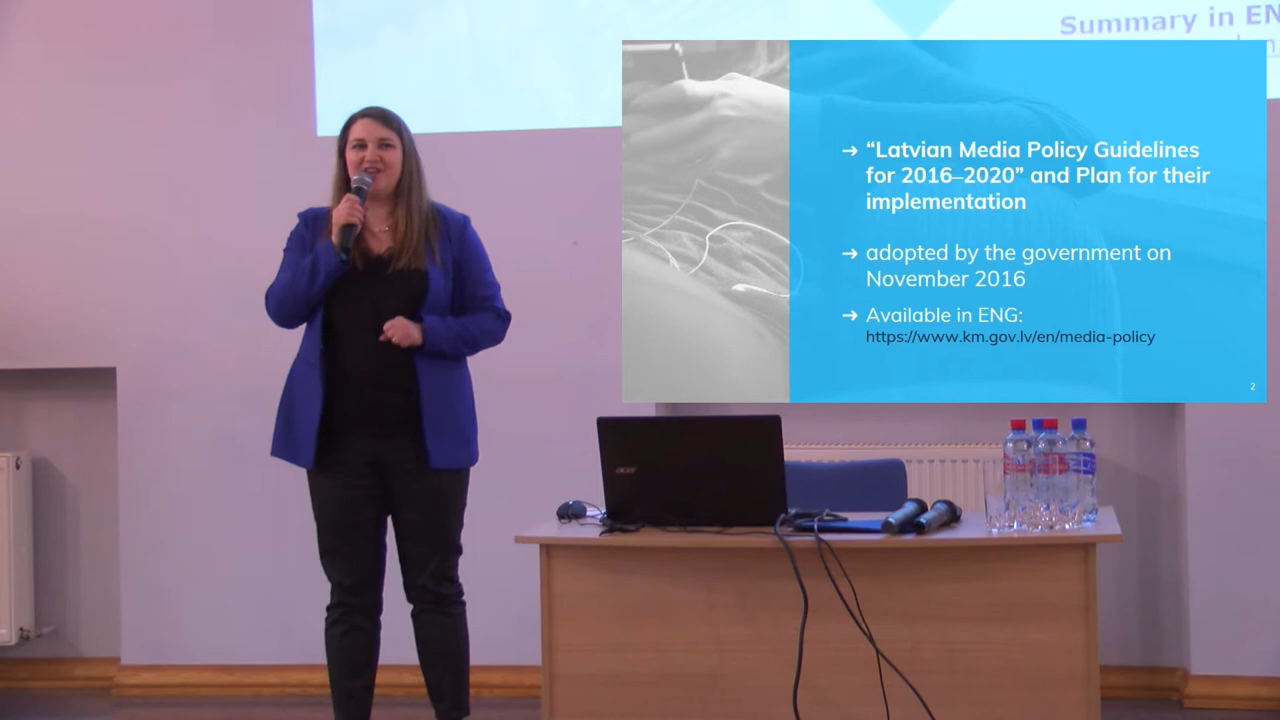 Summary in EN
→ “Latvian Media Policy Guidelines
for 2016–2020” and Plan for their
implementation
→ adopted by the government on
November 2016
→ Available in ENG:
https://www.km.gov.lv/en/media-policy
2
acer